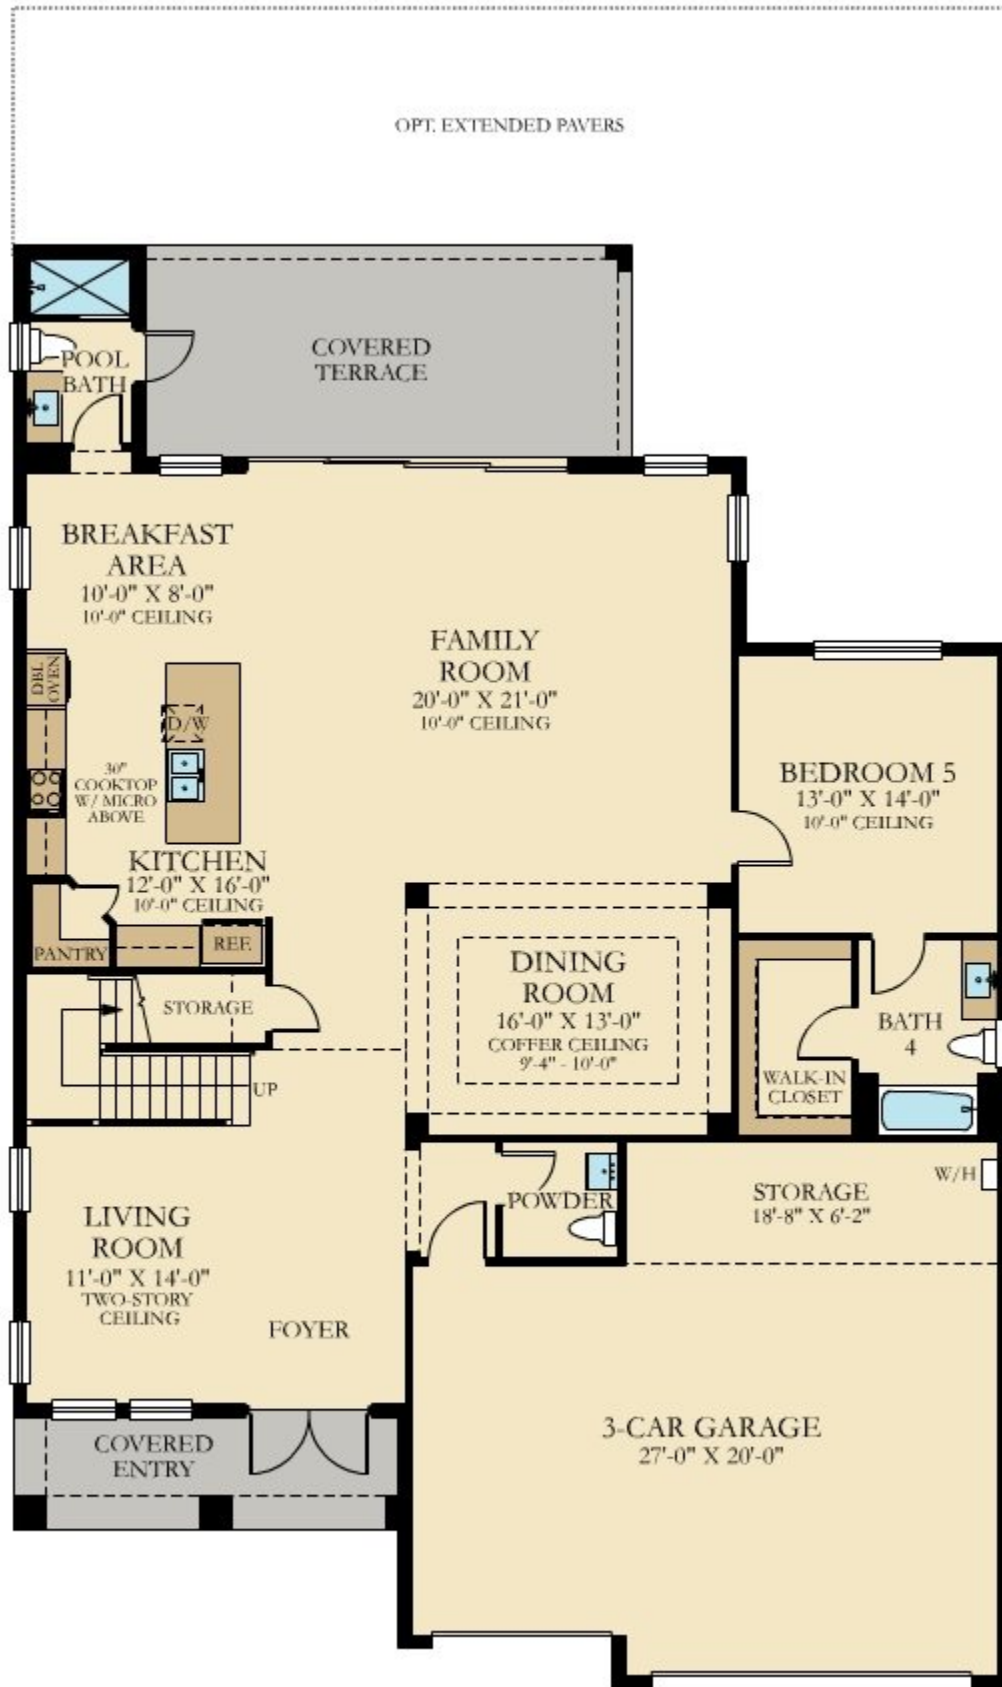 OPT. EXTENDED PAVERS
COVERED
TERRACE
POOL
BATH
BREAKFAST
AREA
10'-0" X 8'-0"
10'-0" CEILING
FAMILY
ROOM
20'-0" X 21'-0"
10'-0" CEILING
DBL
OVEN
D/W
30"
COOKTOP
W/ MICRO
ABOVE
BEDROOM 5
13'-0" X 14'-0"
10'-0" CEILING
KITCHEN
12'-0" X 16'-0"
10'-0" CEILING
PANTRY
REF.
DINING
ROOM
16'-0" X 13'-0"
COFFER CEILING
9'-4" - 10'-0"
STORAGE
UP
BATH
4
WALK-IN
CLOSET
POWDER
STORAGE
18'-8" X 6'-2"
W/H
LIVING
ROOM
11'-0" X 14'-0"
TWO-STORY
CEILING
FOYER
3-CAR GARAGE
27'-0" X 20'-0"
COVERED
ENTRY